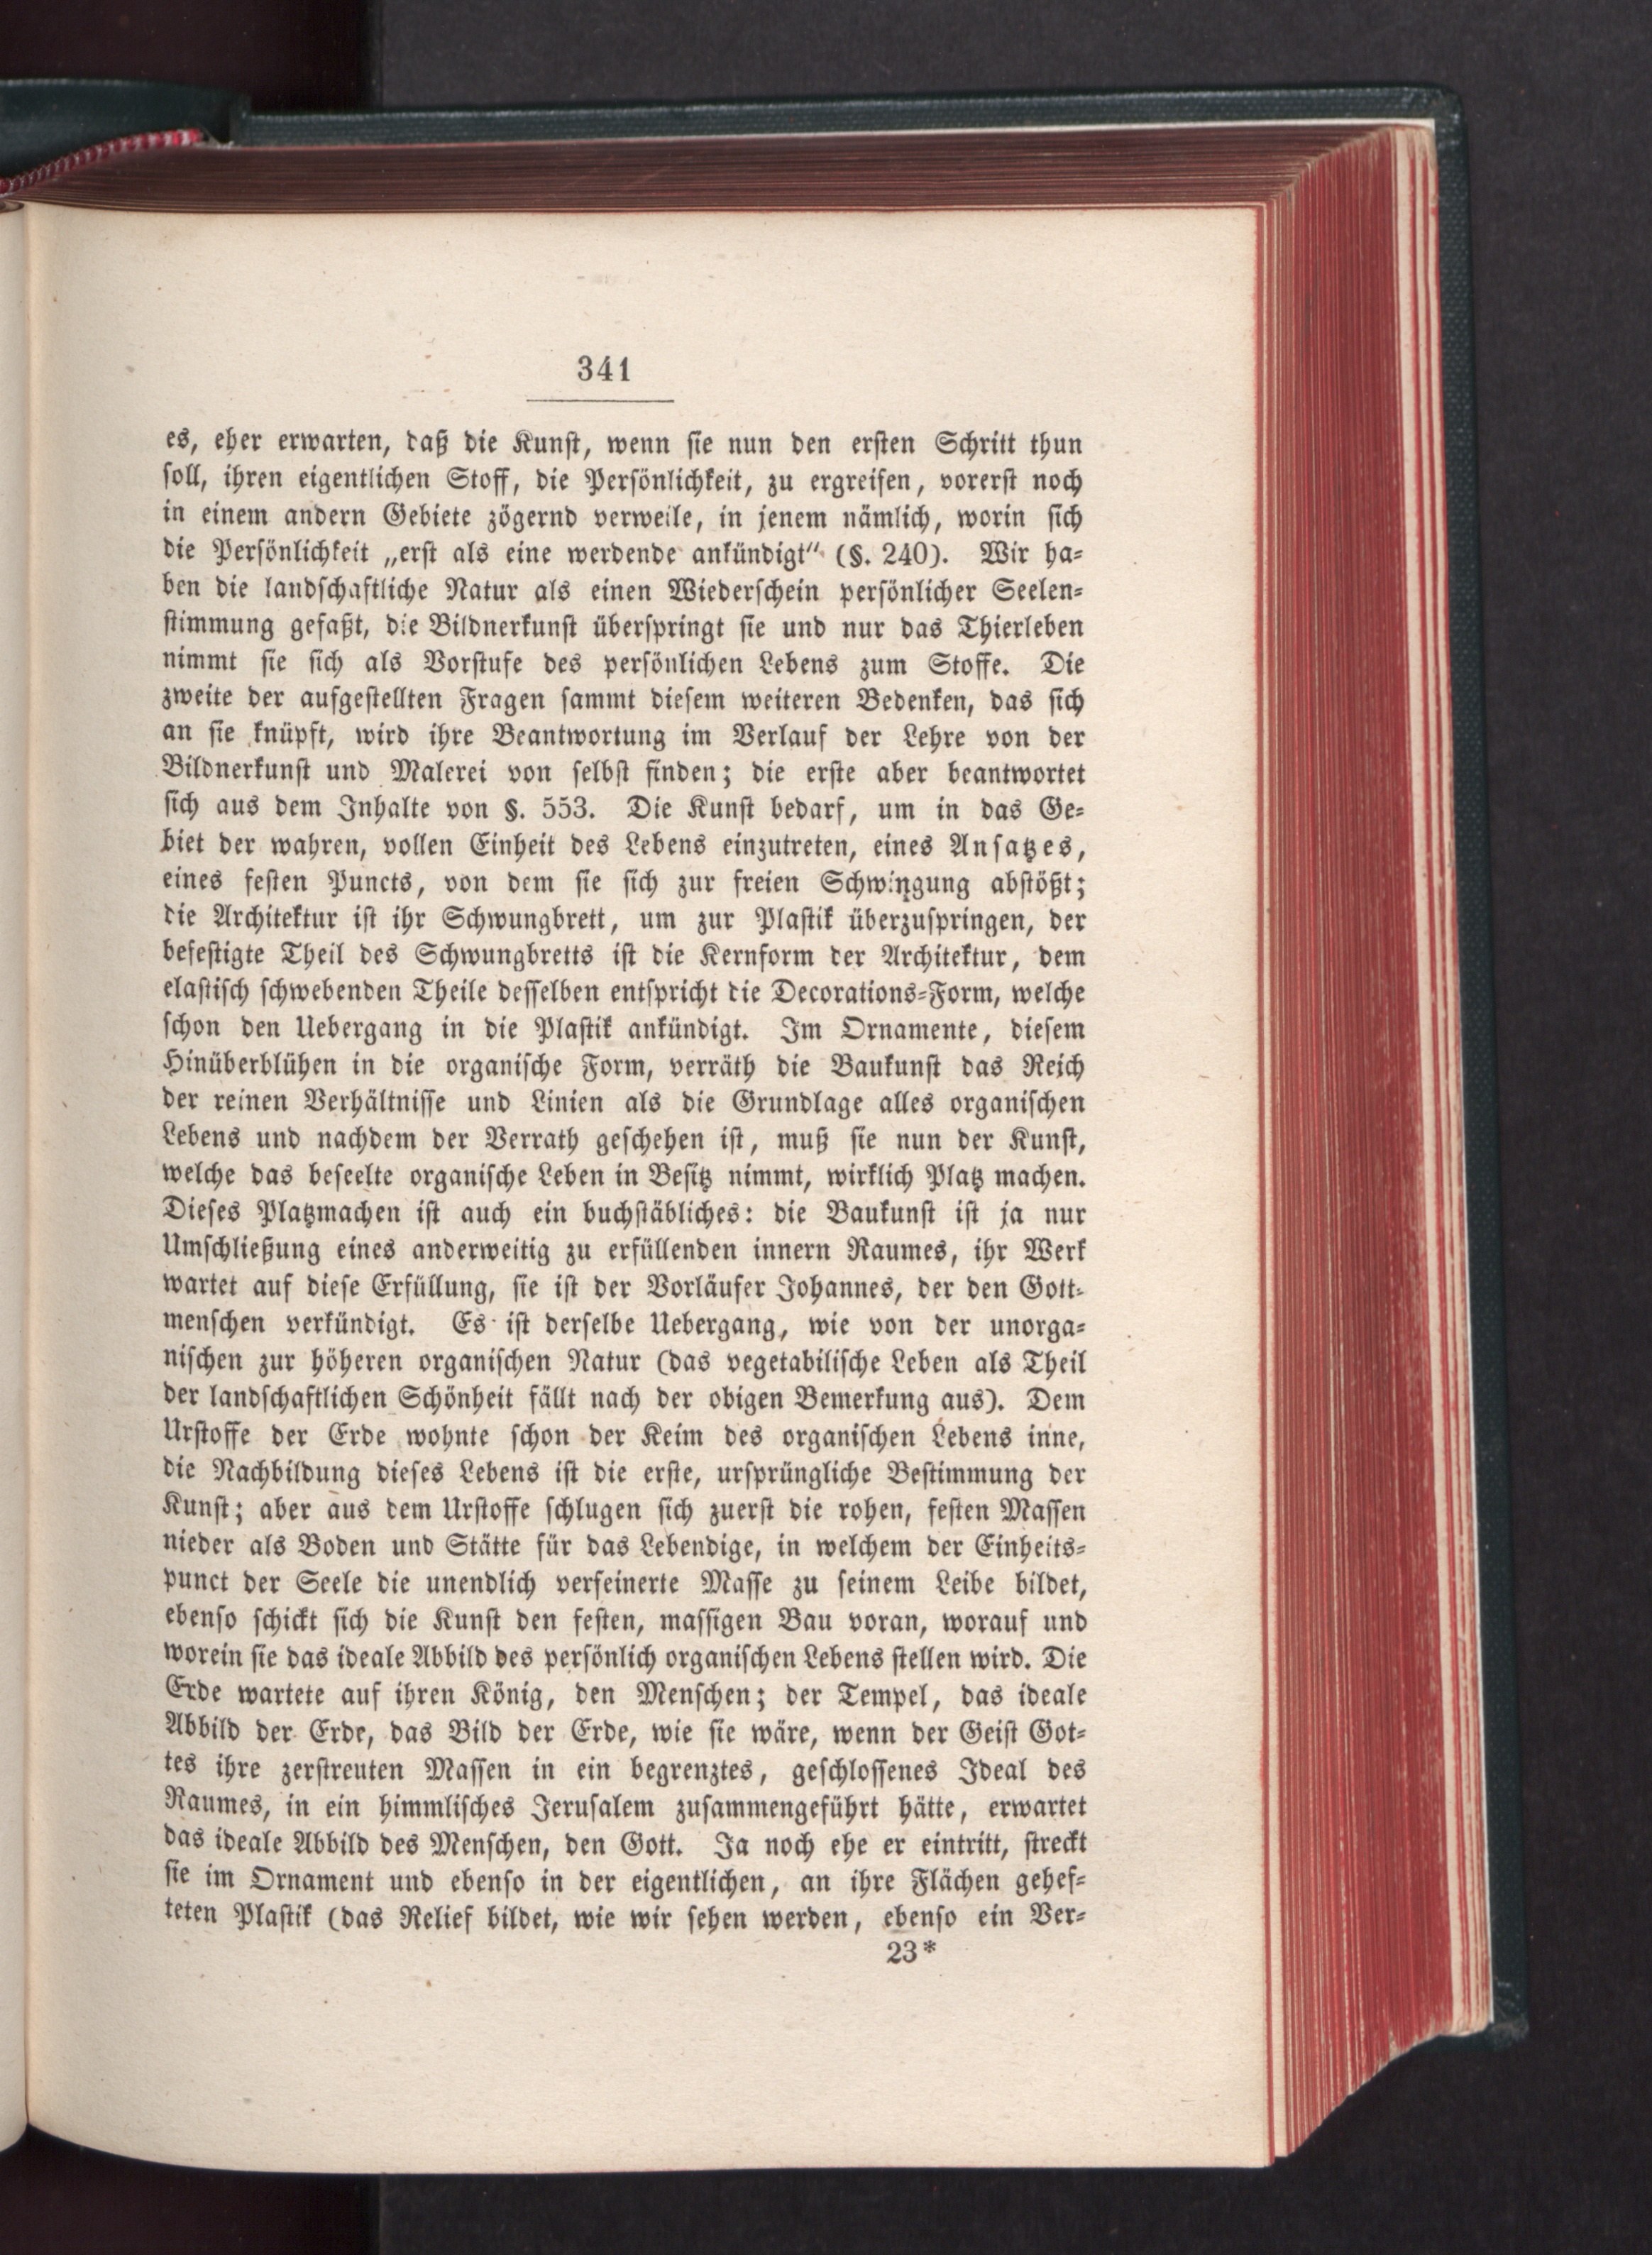 341
es, eher erwarten, daß die Kunst, wenn sie nun den ersten Schritt thun
soll, ihren eigentlichen Stoff, die Persönlichkeit, zu ergreifen, vorerst noch
in einem andern Gebiete zögernd verweile, in jenem nämlich, worin sich
die Persönlichkeit „erst als eine werdende ankündigt“ (§. 240). Wir ha-
ben die landschaftliche Natur als einen Wiederschein persönlicher Seelen-
stimmung gefaßt, die Bildnerkunst überspringt sie und nur das Thierleben
nimmt sie sich als Vorstufe des persönlichen Lebens zum Stoffe. Die
zweite der aufgestellten Fragen sammt diesem weiteren Bedenken, das sich
an sie knüpft, wird ihre Beantwortung im Verlauf der Lehre von der
Bildnerkunst und Malerei von selbst finden; die erste aber beantwortet
sich aus dem Inhalte von §. 553. Die Kunst bedarf, um in das Ge-
biet der wahren, vollen Einheit des Lebens einzutreten, eines Ansatzes,
eines festen Puncts, von dem sie sich zur freien Schwingung abstößt;
die Architektur ist ihr Schwungbrett, um zur Plastik überzuspringen, der
befestigte Theil des Schwungbretts ist die Kernform der Architektur, dem
elastisch schwebenden Theile desselben entspricht die Decorations-Form, welche
schon den Uebergang in die Plastik ankündigt. Im Ornamente, diesem
Hinüberblühen in die organische Form, verräth die Baukunst das Reich
der reinen Verhältnisse und Linien als die Grundlage alles organischen
Lebens und nachdem der Verrath geschehen ist, muß sie nun der Kunst,
welche das beseelte organische Leben in Besitz nimmt, wirklich Platz machen.
Dieses Platzmachen ist auch ein buchstäbliches: die Baukunst ist ja nur
Umschließung eines anderweitig zu erfüllenden innern Raumes, ihr Werk
wartet auf diese Erfüllung, sie ist der Vorläufer Johannes, der den Gott-
menschen verkündigt. Es ist derselbe Uebergang, wie von der unorga-
nischen zur höheren organischen Natur (das vegetabilische Leben als Theil
der landschaftlichen Schönheit fällt nach der obigen Bemerkung aus). Dem
Urstoffe der Erde wohnte schon der Keim des organischen Lebens inne,
die Nachbildung dieses Lebens ist die erste, ursprüngliche Bestimmung der
Kunst; aber aus dem Urstoffe schlugen sich zuerst die rohen, festen Massen
nieder als Boden und Stätte für das Lebendige, in welchem der Einheits-
punct der Seele die unendlich verfeinerte Masse zu seinem Leibe bildet,
ebenso schickt sich die Kunst den festen, massigen Bau voran, worauf und
worein sie das ideale Abbild des persönlich organischen Lebens stellen wird. Die
Erde wartete auf ihren König, den Menschen; der Tempel, das ideale
Abbild der Erde, das Bild der Erde, wie sie wäre, wenn der Geist Got-
tes ihre zerstreuten Massen in ein begrenztes, geschlossenes Ideal des
Raumes, in ein himmlisches Jerusalem zusammengeführt hätte, erwartet
das ideale Abbild des Menschen, den Gott. Ja noch ehe er eintritt, streckt
sie im Ornament und ebenso in der eigentlichen, an ihre Flächen gehef-
teten Plastik (das Relief bildet, wie wir sehen werden, ebenso ein Ver-
23*